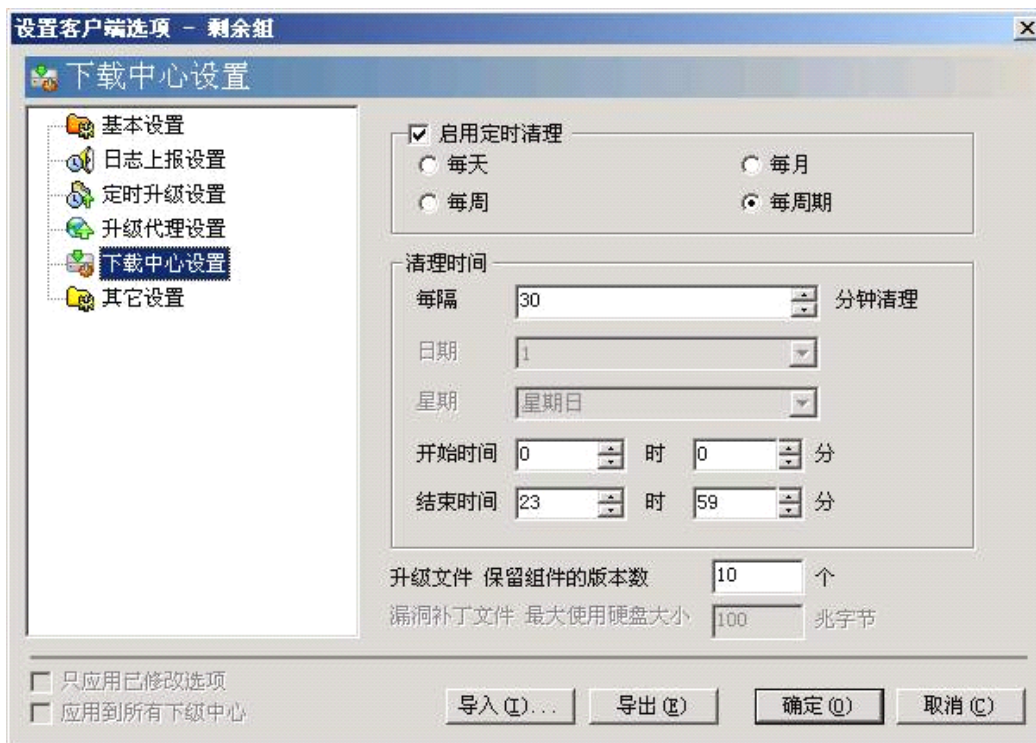 设置客户端选项 - 剩余组
下载中心设置
基本设置
日志上报设置
定时升级设置
升级代理设置
下载中心设置
其它设置
启用定时清理
每天 每月
每周 每周期
清理时间
每隔 30 分钟清理
日期 1
星期 星期日
开始时间 0 时 0 分
结束时间 23 时 59 分
升级文件 保留组件的版本数 10 个
漏洞补丁文件 最大使用硬盘大小 100 兆字节
只应用已修改选项
应用到所有下级中心
导入(I)... 导出(E) 确定(O) 取消(C)